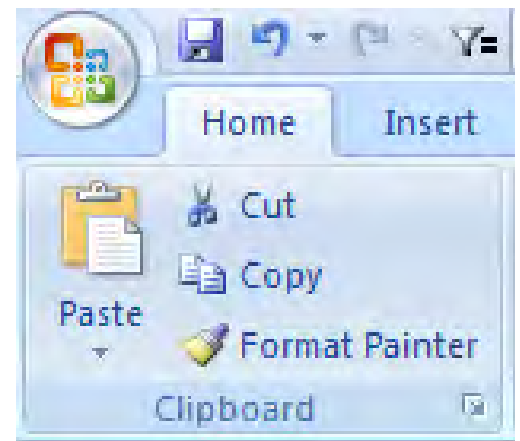 Home Insert
Cut
Copy
Paste
Format Painter
Clipboard